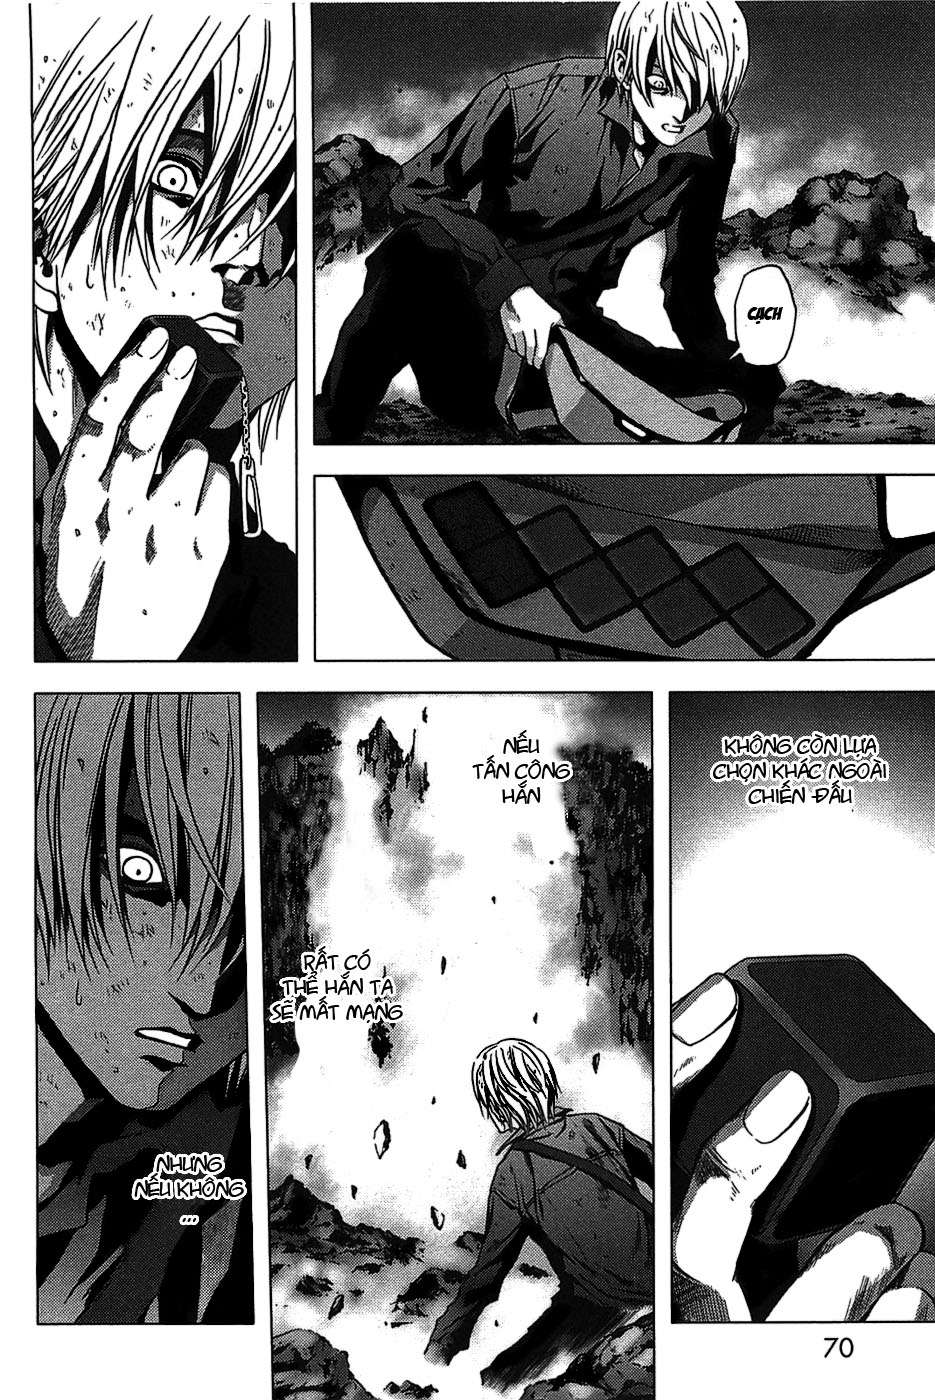 CẠCH
KHÔNG CÒN LỰA
CHỌN KHÁC NGOÀI
CHIẾN ĐẤU
NẾU
TẤN CÔNG
HẮN
RẤT CÓ
THỂ HẮN TA
SẼ MẤT MẠNG
NHƯNG
NẾU KHÔNG
...
70